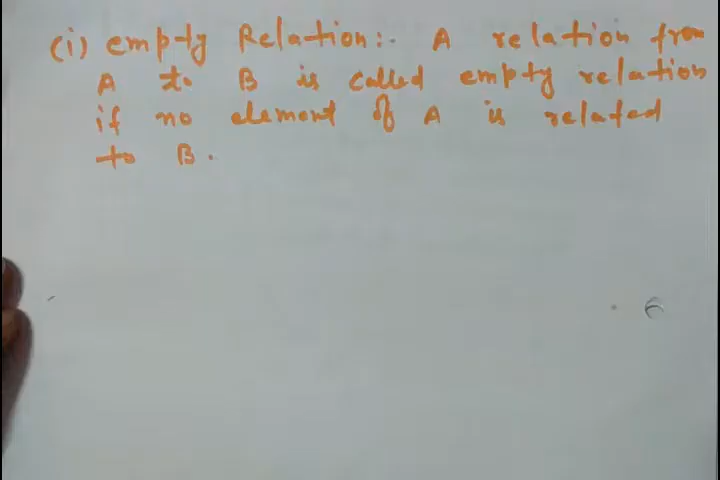 (i) empty Relation:- A relation from
A to B is called empty relation
if no element of A is related
to B.